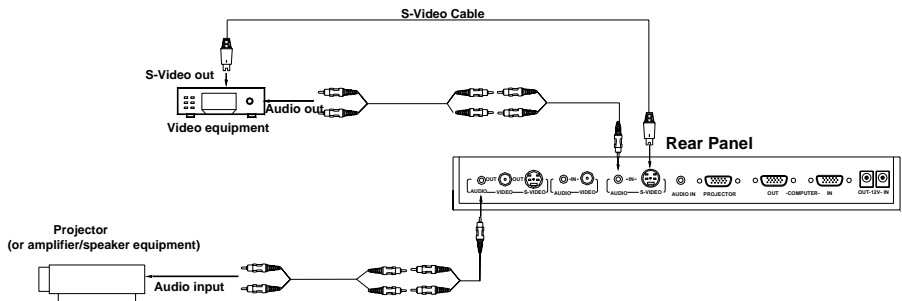 S-Video Cable
S-Video out
Audio out
Video equipment
Rear Panel
OUT OUT -IN- -IN-
AUDIO VIDEO S-VIDEO AUDIO VIDEO AUDIO S-VIDEO AUDIO IN PROJECTOR OUT -COMPUTER- IN OUT-12V- IN
Projector
(or amplifier/speaker equipment)
Audio input